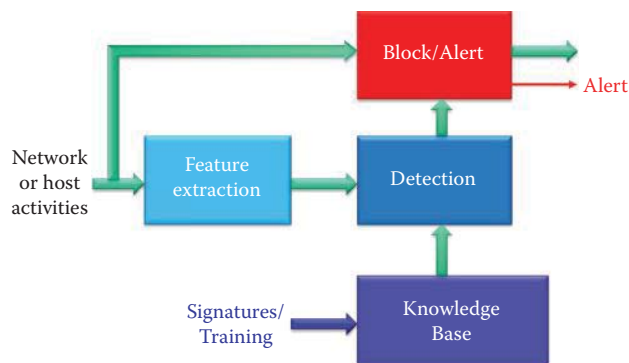 Block/Alert
Alert
Network
or host
activities
Feature
extraction
Detection
Signatures/
Training
Knowledge
Base